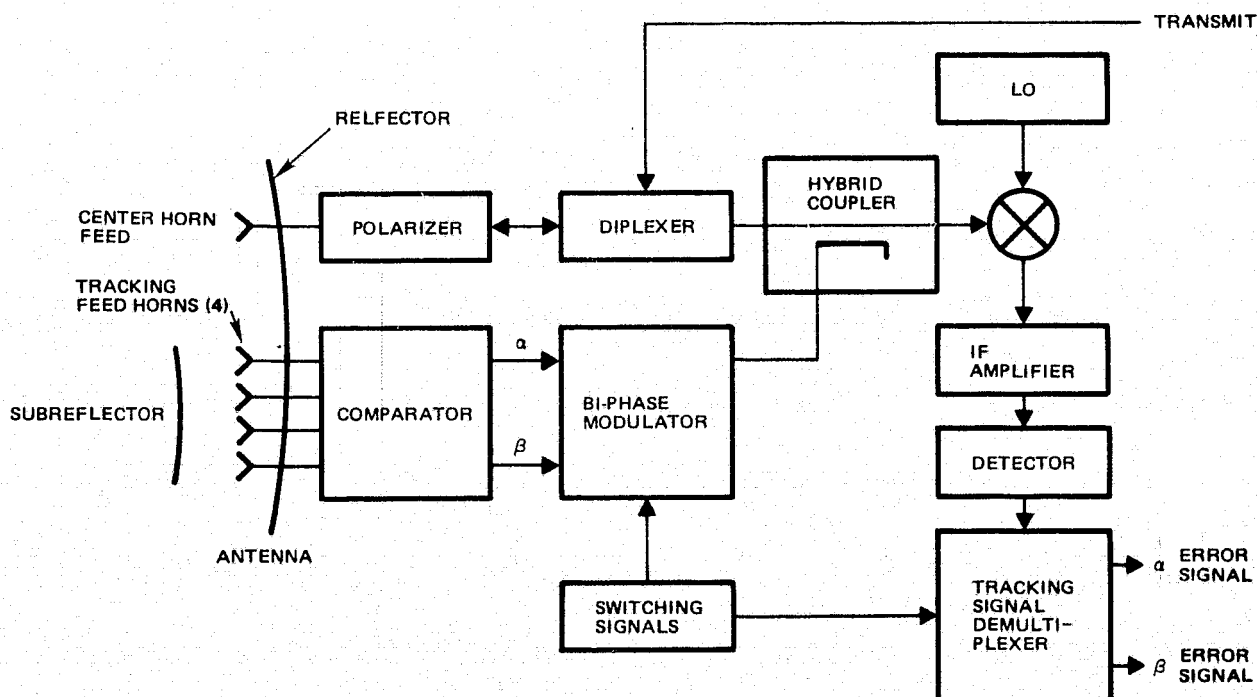 TRANSMIT
LO
RELFECTOR
HYBRID
COUPLER
CENTER HORN
FEED
POLARIZER
DIPLEXER
TRACKING
FEED HORNS (4)
α
IF
AMPLIFIER
SUBREFLECTOR
COMPARATOR
BI-PHASE
MODULATOR
β
DETECTOR
ANTENNA
α ERROR
SIGNAL
SWITCHING
SIGNALS
TRACKING
SIGNAL
DEMULTI-
PLEXER
β ERROR
SIGNAL